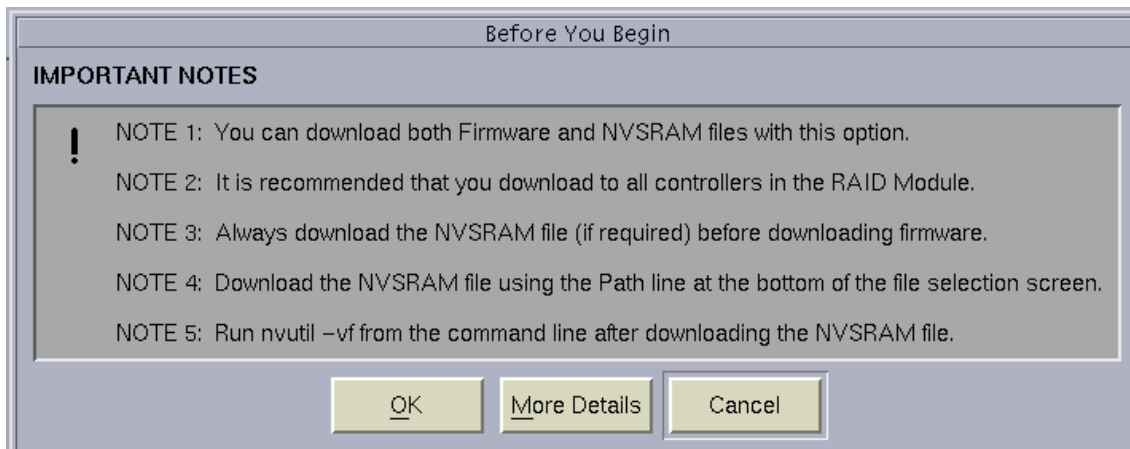 Before You Begin
IMPORTANT NOTES
! NOTE 1: You can download both Firmware and NVSRAM files with this option.
NOTE 2: It is recommended that you download to all controllers in the RAID Module.
NOTE 3: Always download the NVSRAM file (if required) before downloading firmware.
NOTE 4: Download the NVSRAM file using the Path line at the bottom of the file selection screen.
NOTE 5: Run nvutil –vf from the command line after downloading the NVSRAM file.
OK More Details Cancel